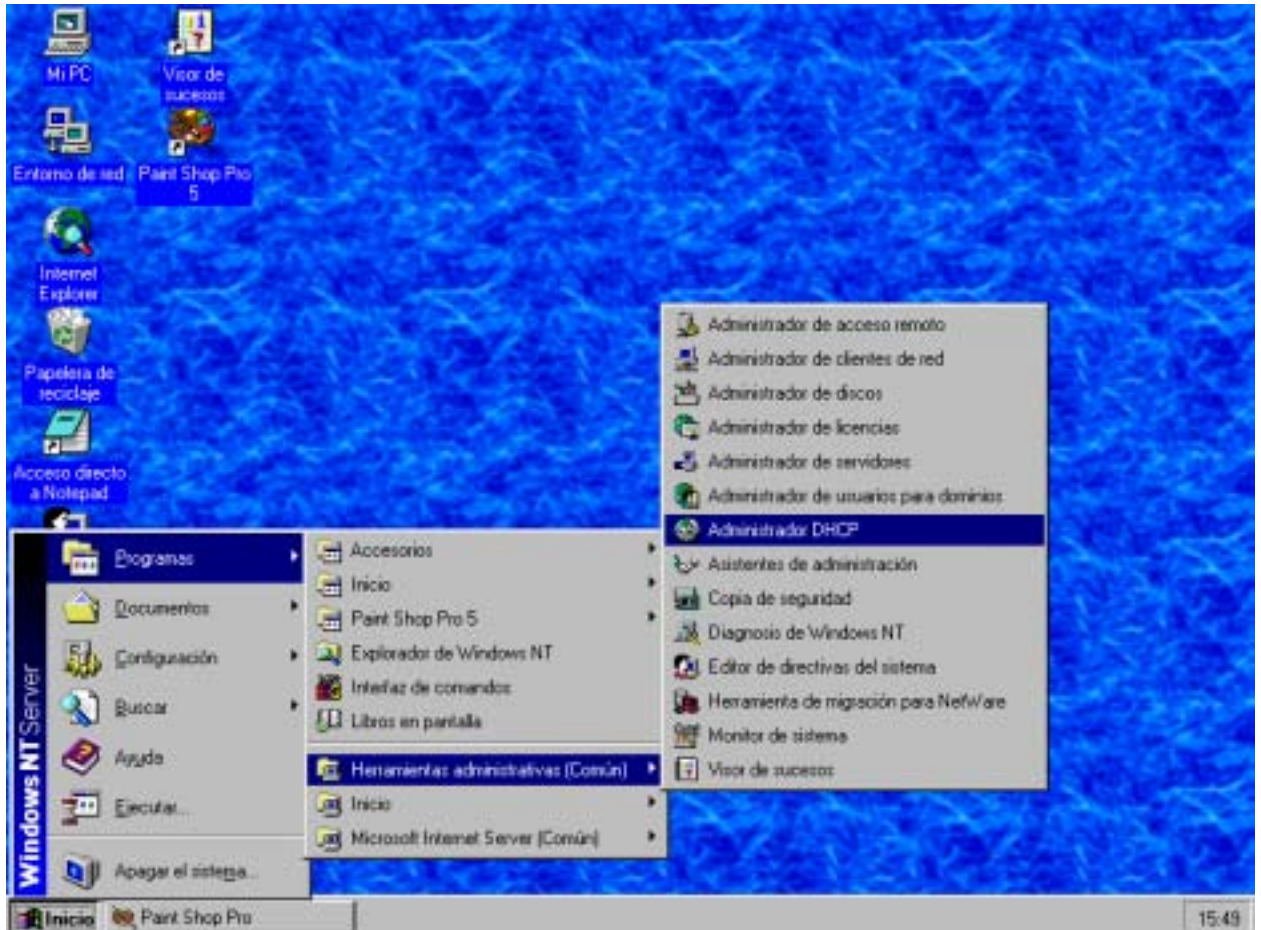 Mi PC
Visor de
sucesos
Entorno de red
Paint Shop Pro
5
Internet
Explorer
Papelera de
reciclaje
Acceso directo
a Notepad
Windows NT Server
Programas
Documentos
Configuración
Buscar
Ayuda
Ejecutar...
Apagar el sistema...
Accesorios
Inicio
Paint Shop Pro 5
Explorador de Windows NT
Interfaz de comandos
Libros en pantalla
Herramientas administrativas (Común)
Inicio
Microsoft Internet Server (Común)
Administrador de acceso remoto
Administrador de clientes de red
Administrador de discos
Administrador de licencias
Administrador de servidores
Administrador de usuarios para dominios
Administrador DHCP
Asistentes de administración
Copia de seguridad
Diagnosis de Windows NT
Editor de directivas del sistema
Herramienta de migración para NetWare
Monitor de sistema
Visor de sucesos
Inicio
Paint Shop Pro
15:49